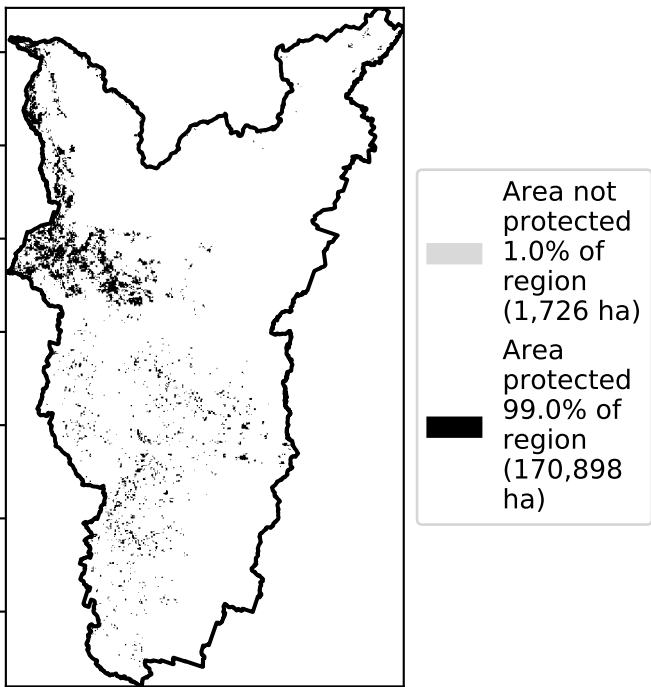 Area not
protected
1.0% of
region
(1,726 ha)
Area
protected
99.0% of
region
(170,898
ha)